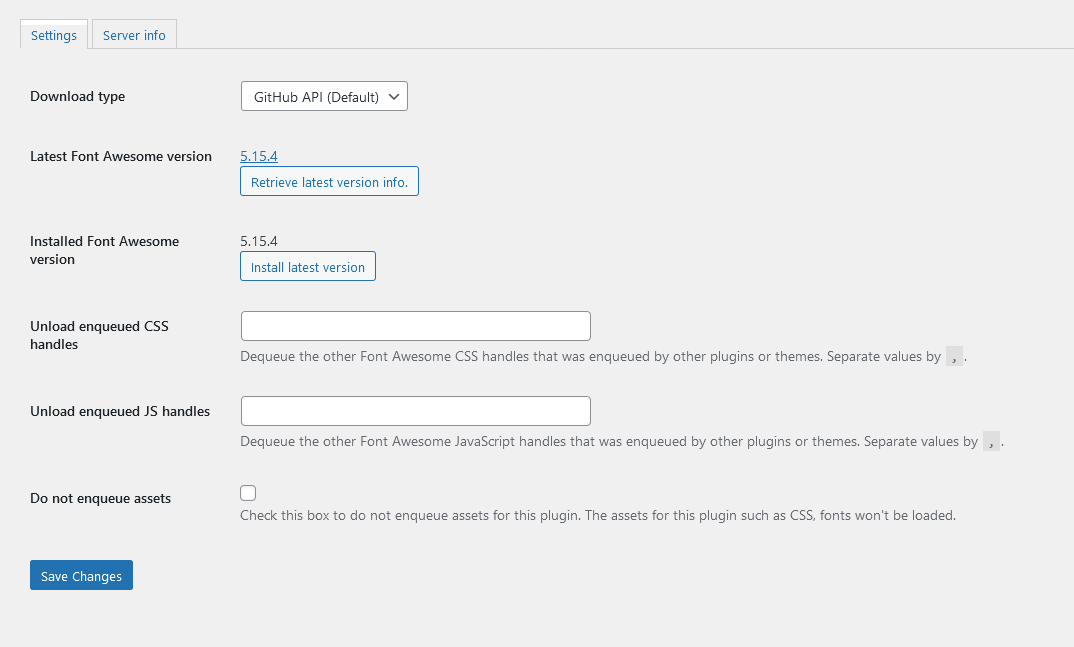 Settings
Server info
Download type
GitHub API (Default)
Latest Font Awesome version
5.15.4
Retrieve latest version info.
Installed Font Awesome
version
5.15.4
Install latest version
Unload enqueued CSS
handles
Dequeue the other Font Awesome CSS handles that was enqueued by other plugins or themes. Separate values by , .
Unload enqueued JS handles
Dequeue the other Font Awesome JavaScript handles that was enqueued by other plugins or themes. Separate values by , .
Do not enqueue assets
Check this box to do not enqueue assets for this plugin. The assets for this plugin such as CSS, fonts won't be loaded.
Save Changes